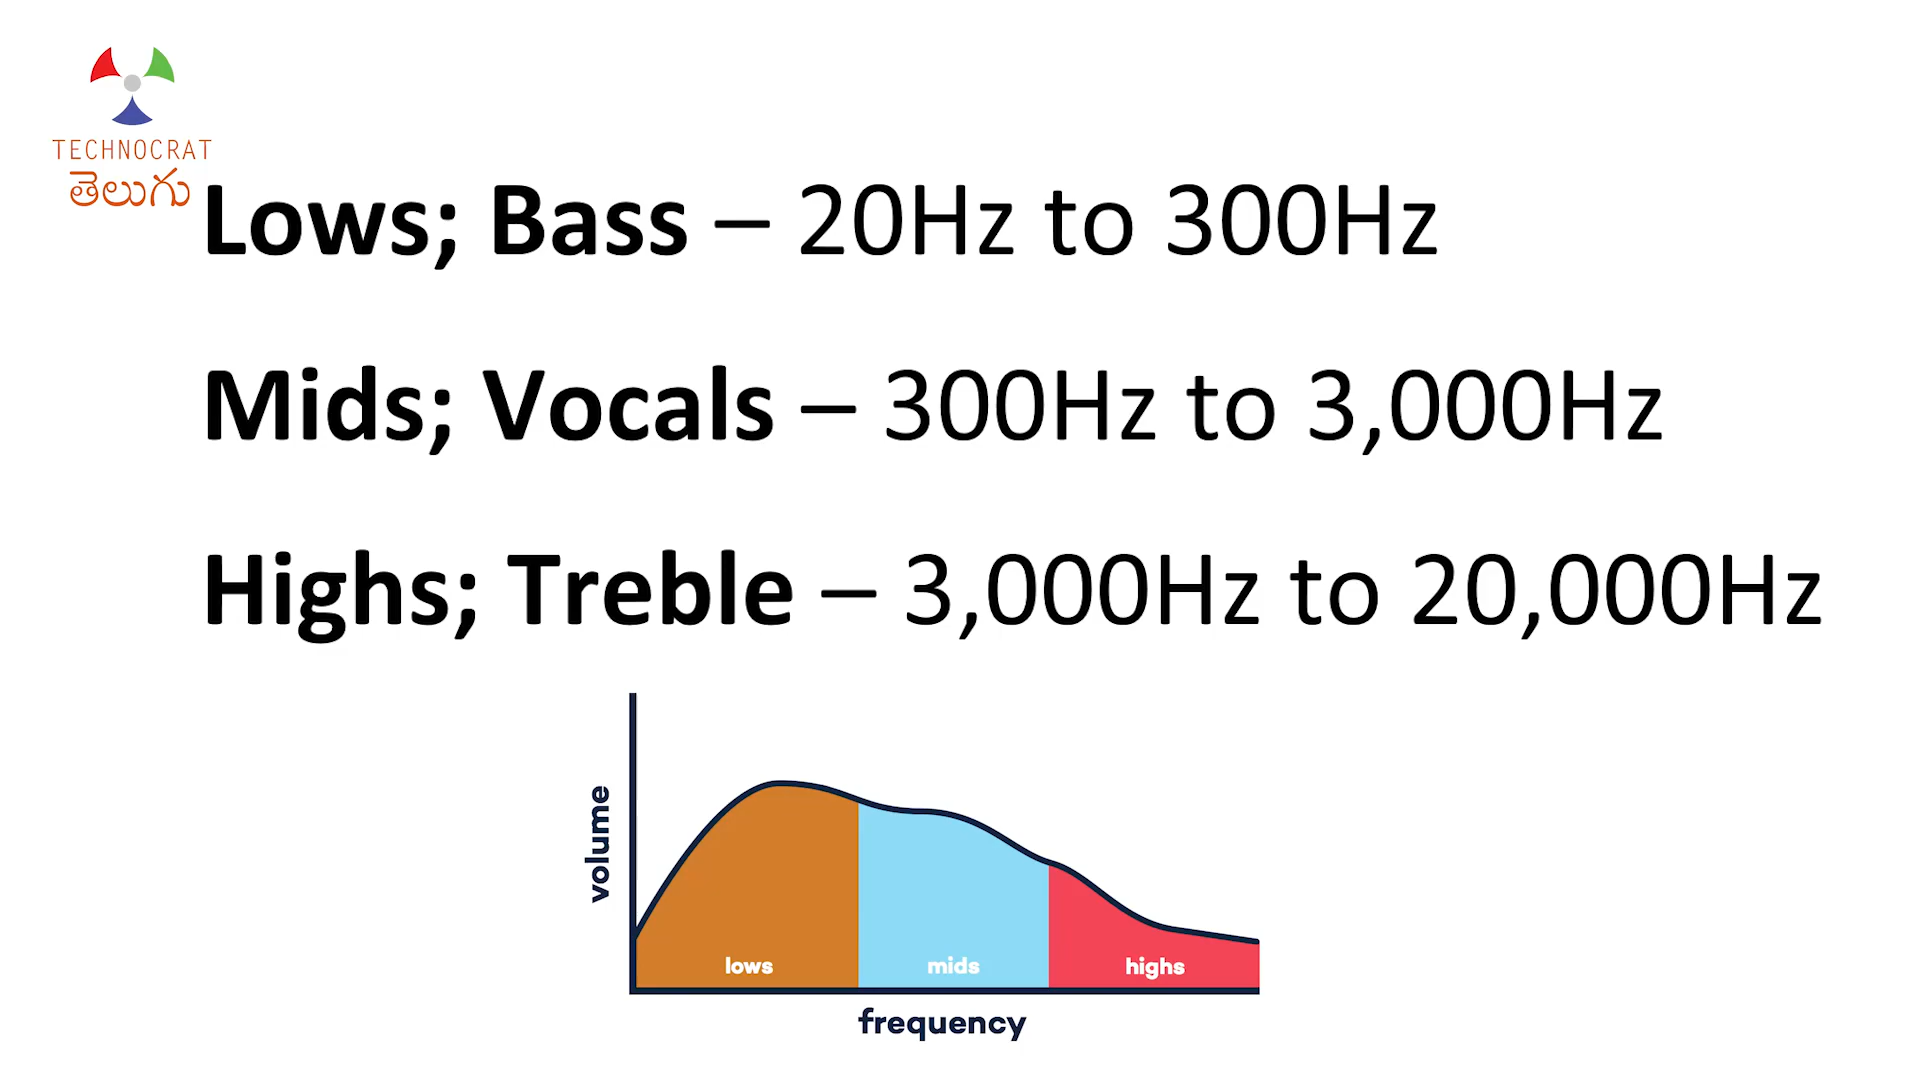 TECHNOCRAT
తెలుగు
Lows; Bass – 20Hz to 300Hz
Mids; Vocals – 300Hz to 3,000Hz
Highs; Treble – 3,000Hz to 20,000Hz
volume
lows
mids
highs
frequency